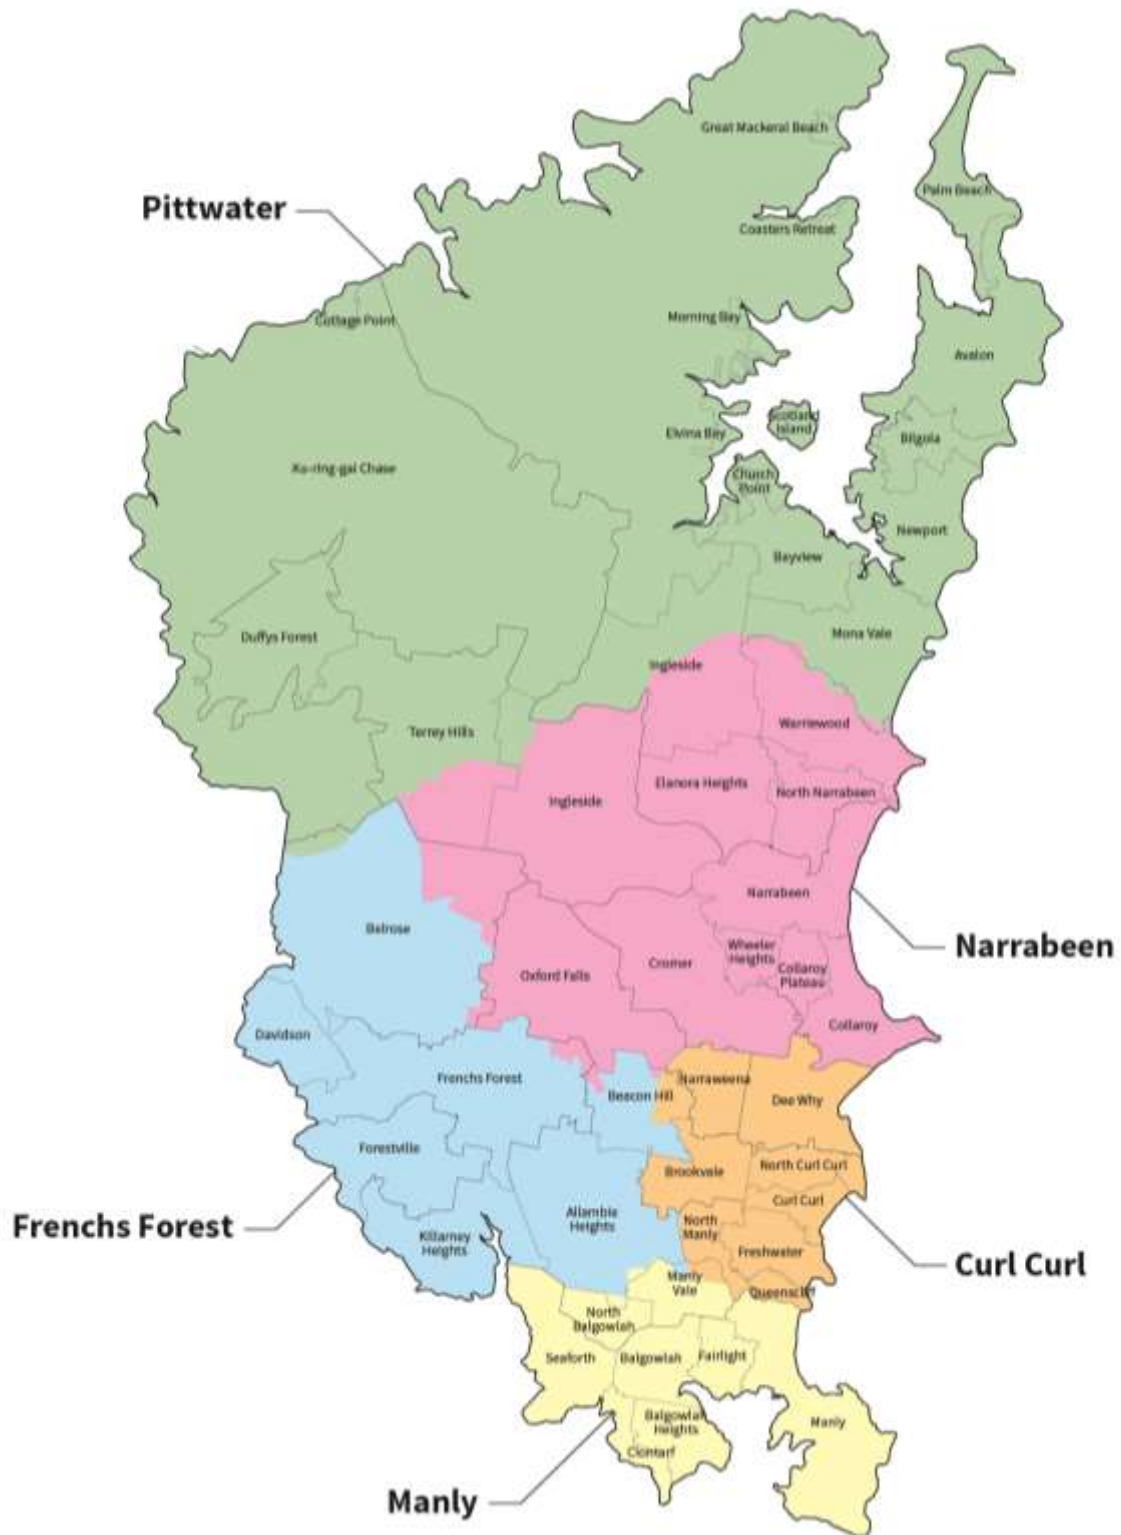 Great Mackeral Beach
Palm Beach
Pittwater
Coasters Retreat
Morning Bay
Cottage Point
Avalon
Scotland
Island
Elvina Bay
Bilgola
Ku-ring-gai Chase
Church
Point
Newport
Bayview
Duffys Forest
Mona Vale
Ingleside
Warriewood
Terrey Hills
Elanora Heights
North Narrabeen
Ingleside
Narrabeen
Belrose
Narrabeen
Wheeler
Heights
Cromer
Collaroy
Plateau
Oxford Falls
Collaroy
Davidson
Frenchs Forest
Narraweena
Beacon Hill
Dee Why
Forestville
North Curl Curl
Brookvale
Curl Curl
Allambie
Heights
North
Manly
Frenchs Forest
Killarney
Heights
Freshwater
Curl Curl
Manly
Vale
Queenscliff
North
Balgowlah
Seaforth
Balgowlah
Fairlight
Balgowlah
Heights
Manly
Clontarf
Manly